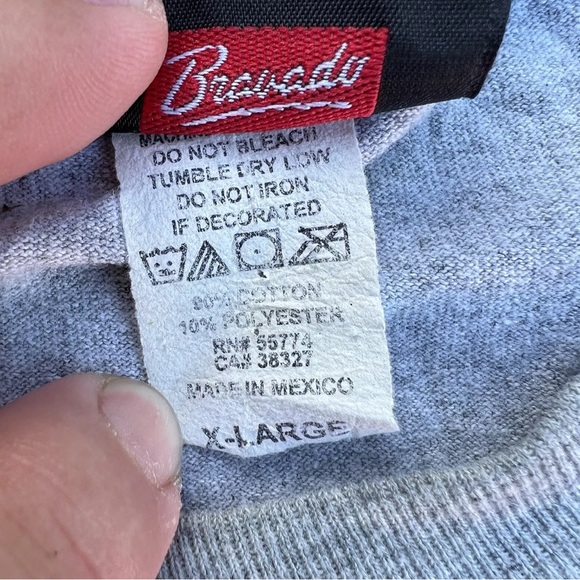 Bravado
DO NOT BLEACH
TUMBLE DRY LOW
DO NOT IRON
IF DECORATED
90% COTTON
10% POLYESTER
RN# 55774
CA# 38327
MADE IN MEXICO
X-LARGE